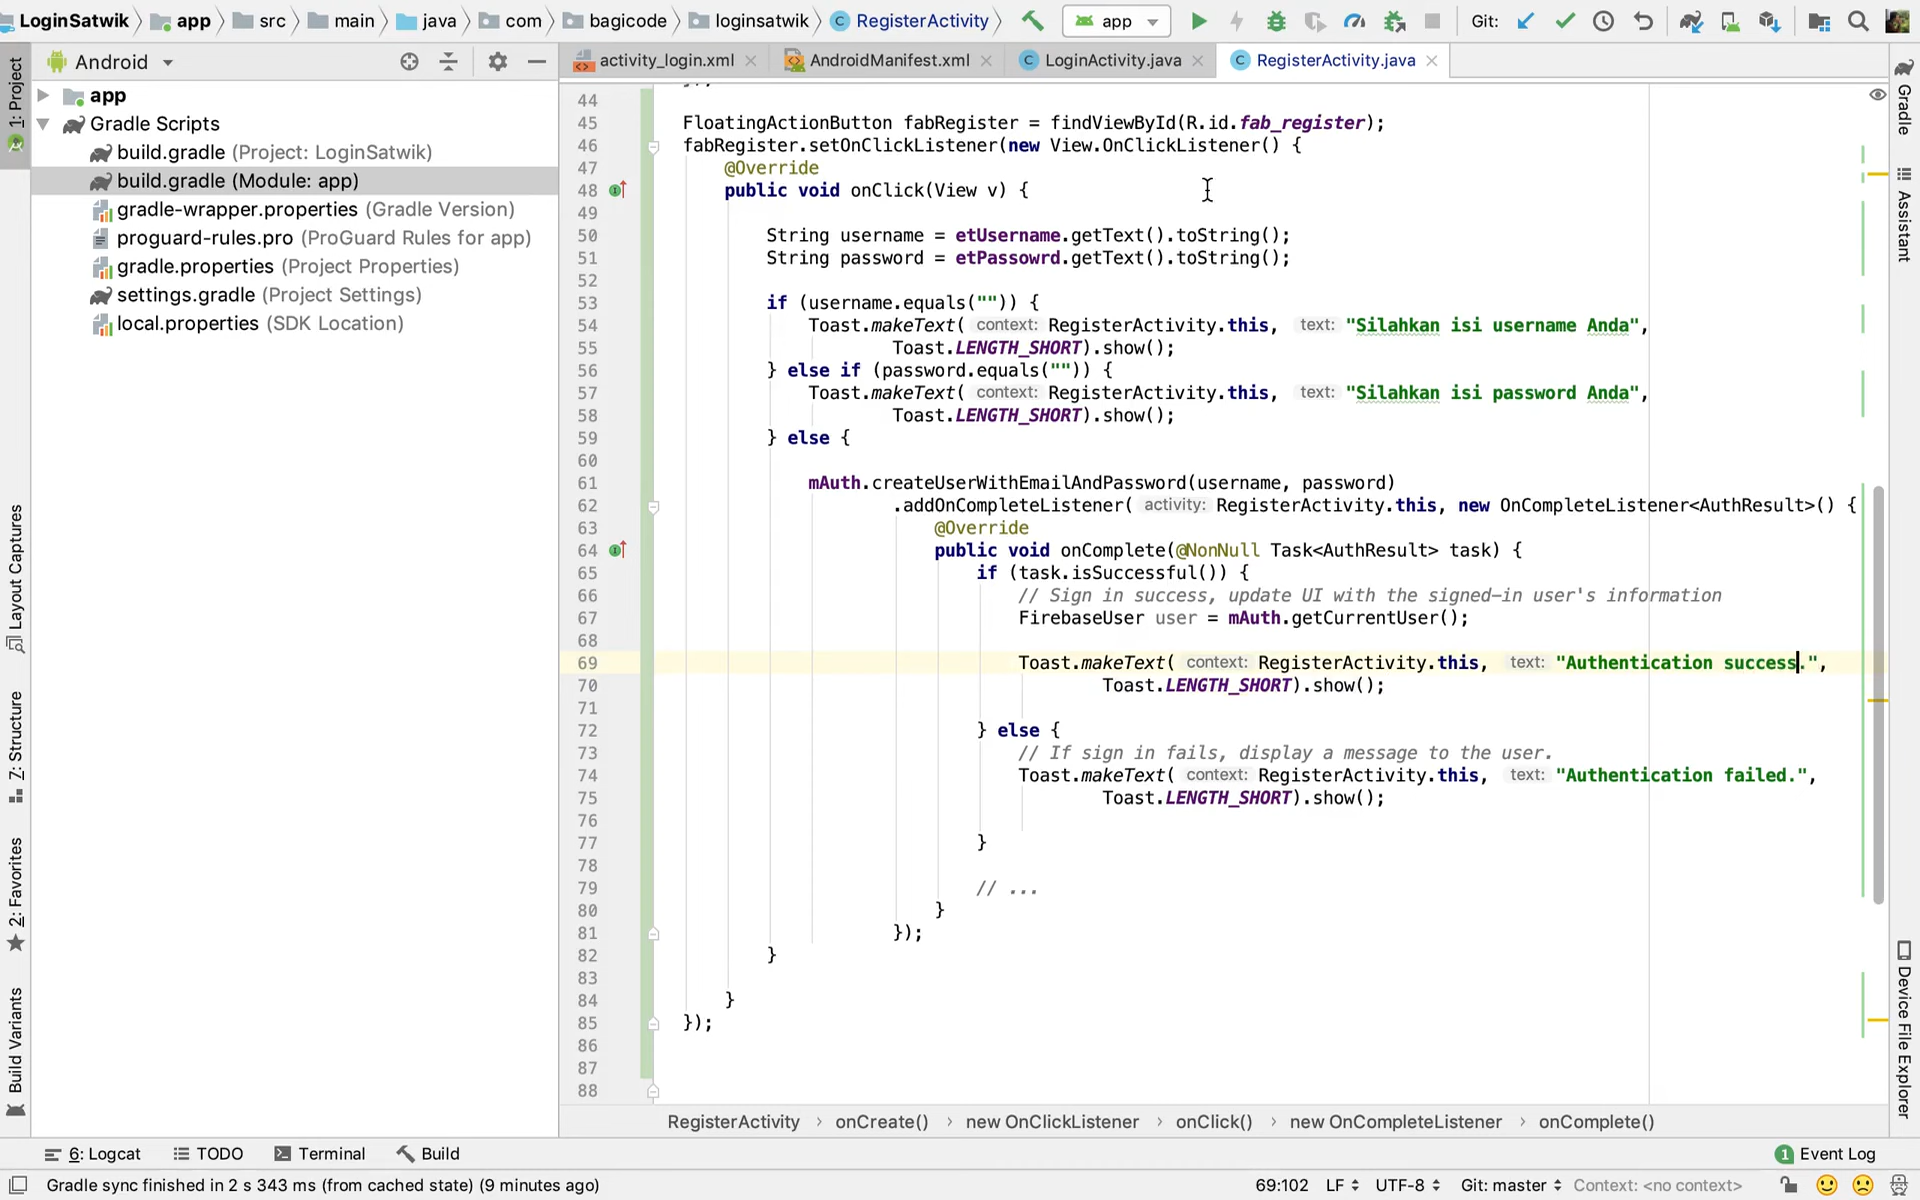 LoginSatwik app src main java com bagicode loginsatwik RegisterActivity app Git:
Android
activity_login.xml AndroidManifest.xml LoginActivity.java RegisterActivity.java
1: Project
Layout Captures
Z: Structure
2: Favorites
Build Variants
app
Gradle Scripts
build.gradle (Project: LoginSatwik)
build.gradle (Module: app)
gradle-wrapper.properties (Gradle Version)
proguard-rules.pro (ProGuard Rules for app)
gradle.properties (Project Properties)
settings.gradle (Project Settings)
local.properties (SDK Location)
44
45 FloatingActionButton fabRegister = findViewById(R.id.fab_register);
46 fabRegister.setOnClickListener(new View.OnClickListener() {
47 @Override
48 public void onClick(View v) {
49
50 String username = etUsername.getText().toString();
51 String password = etPassowrd.getText().toString();
52
53 if (username.equals("")) {
54 Toast.makeText( context: RegisterActivity.this, text: "Silahkan isi username Anda",
55 Toast.LENGTH_SHORT).show();
56 } else if (password.equals("")) {
57 Toast.makeText( context: RegisterActivity.this, text: "Silahkan isi password Anda",
58 Toast.LENGTH_SHORT).show();
59 } else {
60
61 mAuth.createUserWithEmailAndPassword(username, password)
62 .addOnCompleteListener( activity: RegisterActivity.this, new OnCompleteListener<AuthResult>() {
63 @Override
64 public void onComplete(@NonNull Task<AuthResult> task) {
65 if (task.isSuccessful()) {
66 // Sign in success, update UI with the signed-in user's information
67 FirebaseUser user = mAuth.getCurrentUser();
68
69 Toast.makeText( context: RegisterActivity.this, text: "Authentication success.",
70 Toast.LENGTH_SHORT).show();
71
72 } else {
73 // If sign in fails, display a message to the user.
74 Toast.makeText( context: RegisterActivity.this, text: "Authentication failed.",
75 Toast.LENGTH_SHORT).show();
76
77 }
78
79 // ...
80 }
81 });
82 }
83
84 }
85 });
86
87
88
Gradle
Assistant
Device File Explorer
RegisterActivity › onCreate() › new OnClickListener › onClick() › new OnCompleteListener › onComplete()
6: Logcat TODO Terminal Build 1 Event Log
Gradle sync finished in 2 s 343 ms (from cached state) (9 minutes ago) 69:102 LF UTF-8 Git: master Context: <no context>